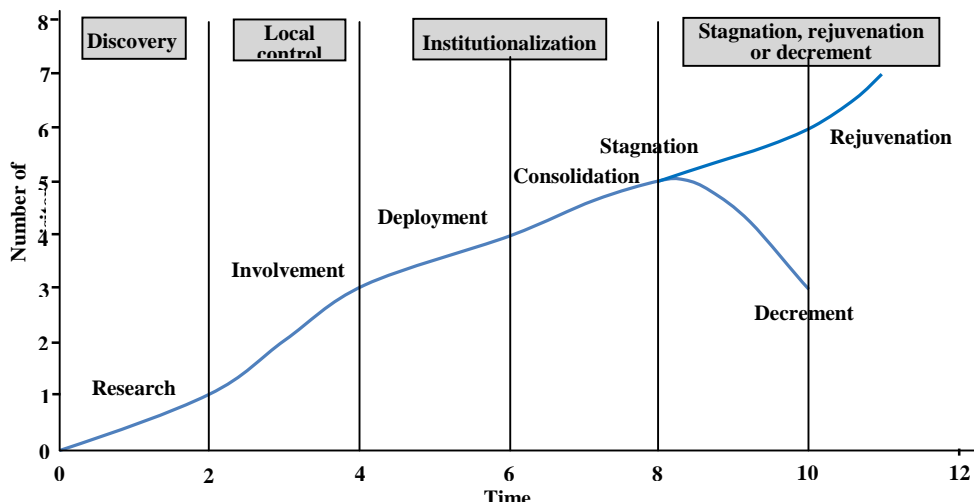 8
Discovery
Local
control
Institutionalization
Stagnation, rejuvenation
or decrement
7
6
Stagnation
Rejuvenation
5
Consolidation
Number of
Deployment
4
Involvement
3
Decrement
2
Research
1
0
0
2
4
6
8
10
12
Time